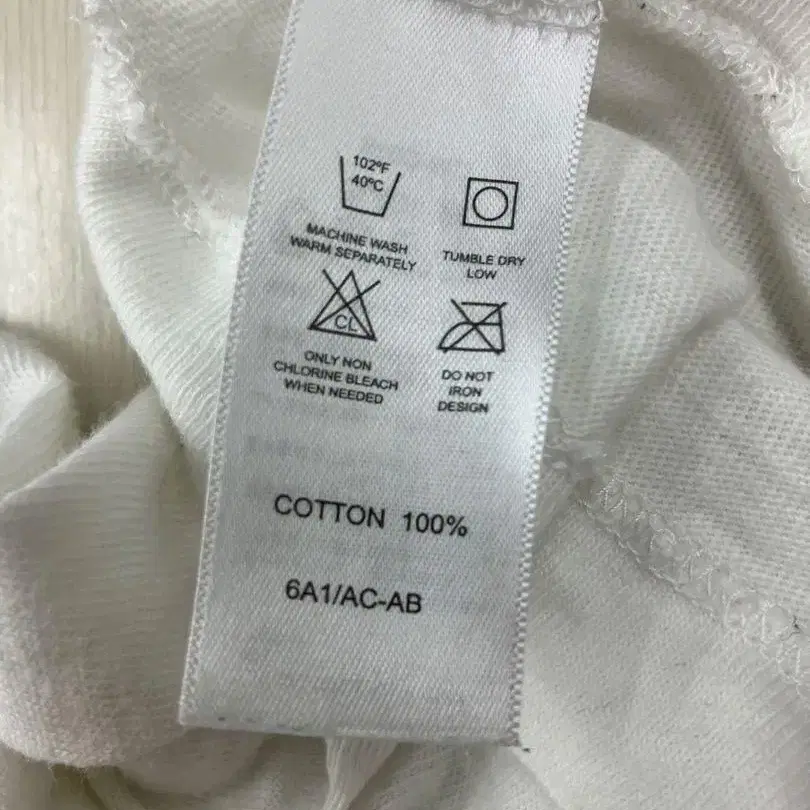 102°F
40°C
MACHINE WASH
WARM SEPARATELY
TUMBLE DRY
LOW
CL
ONLY NON
CHLORINE BLEACH
WHEN NEEDED
DO NOT
IRON
DESIGN
COTTON 100%
6A1/AC-AB